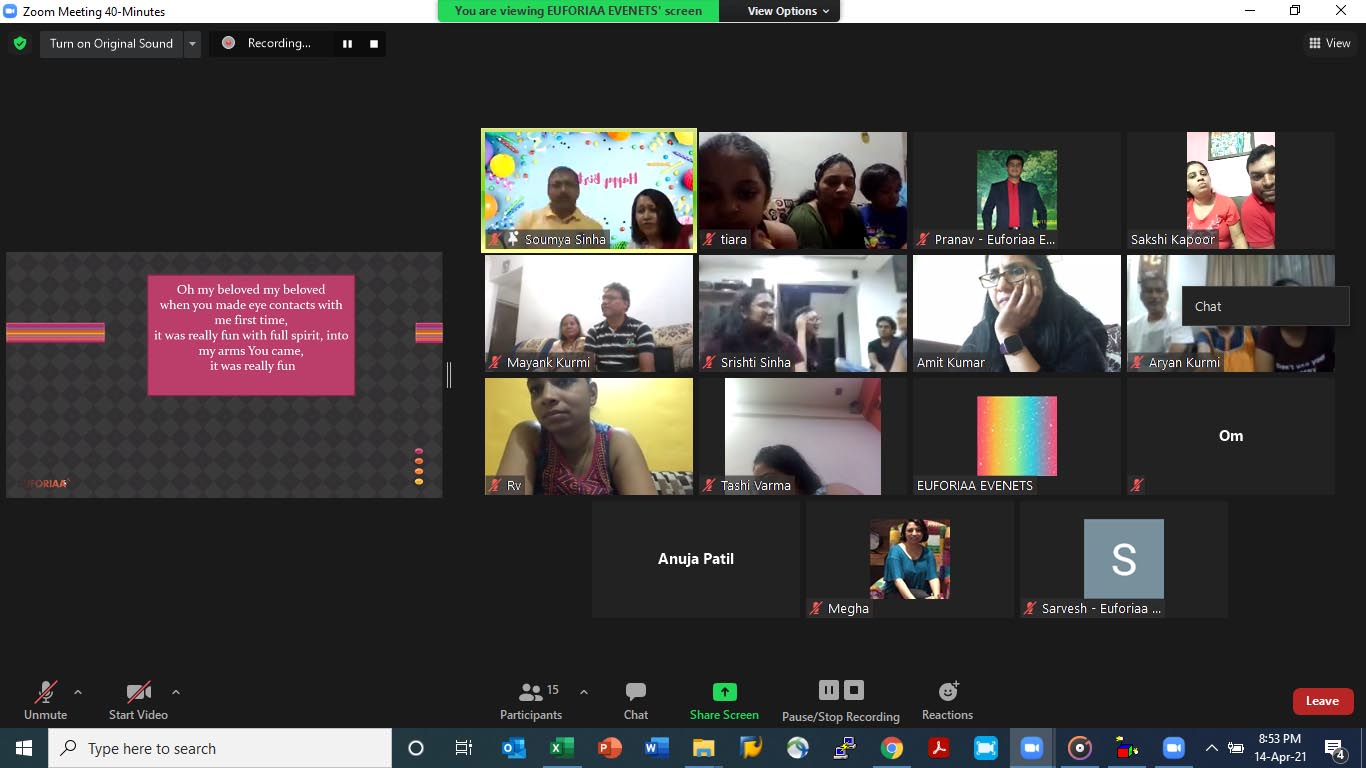 Zoom Meeting 40-Minutes
You are viewing EUFORIAA EVENETS' screen
View Options
Turn on Original Sound
Recording...
View
Oh my beloved my beloved
when you made eye contacts with
me first time,
it was really fun with full spirit, into
my arms You came,
it was really fun
EUFORIAA
Happy Birt
Soumya Sinha
tiara
Pranav - Euforiaa E...
Sakshi Kapoor
Mayank Kurmi
Srishti Sinha
Amit Kumar
Chat
Aryan Kurmi
Rv
Tashi Varma
EUFORIAA EVENETS
Om
Anuja Patil
Megha
S
Sarvesh - Euforiaa ...
Unmute
Start Video
15
Participants
Chat
Share Screen
Pause/Stop Recording
Reactions
Leave
Type here to search
8:53 PM
14-Apr-21
4